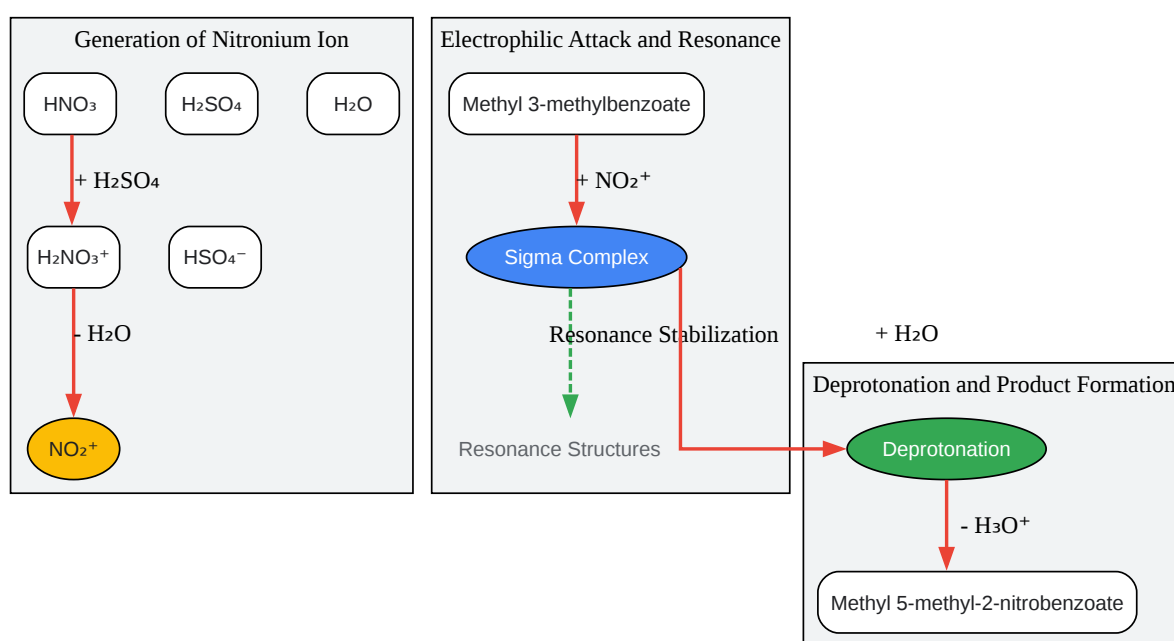 Generation of Nitronium Ion
HNO₃
H₂SO₄
H₂O
+ H₂SO₄
H₂NO₃⁺
HSO₄⁻
- H₂O
NO₂⁺
Electrophilic Attack and Resonance
Methyl 3-methylbenzoate
+ NO₂⁺
Sigma Complex
Resonance Stabilization
Resonance Structures
+ H₂O
Deprotonation and Product Formation
Deprotonation
- H₃O⁺
Methyl 5-methyl-2-nitrobenzoate